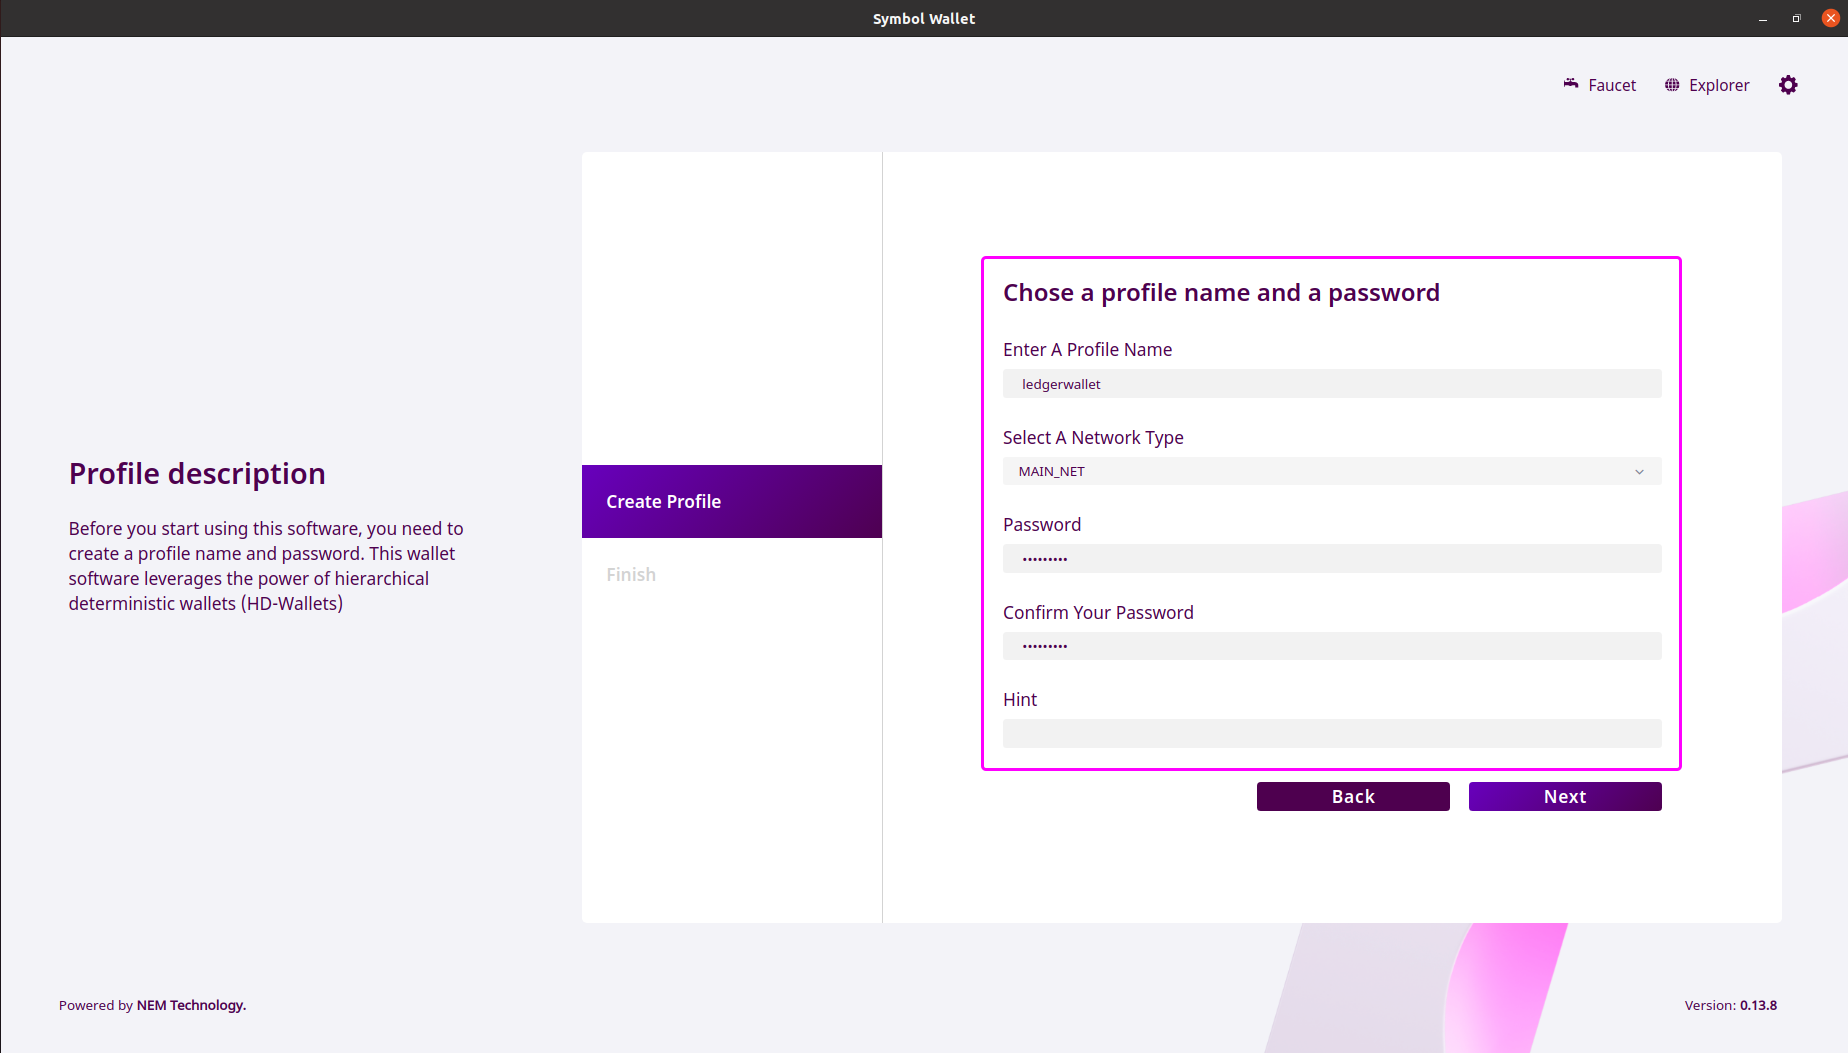 Symbol Wallet
Faucet
Explorer
Profile description
Before you start using this software, you need to
create a profile name and password. This wallet
software leverages the power of hierarchical
deterministic wallets (HD-Wallets)
Create Profile
Finish
Chose a profile name and a password
Enter A Profile Name
ledgerwallet
Select A Network Type
MAIN_NET
Password
•••••••••
Confirm Your Password
•••••••••
Hint
Back
Next
Powered by NEM Technology.
Version: 0.13.8